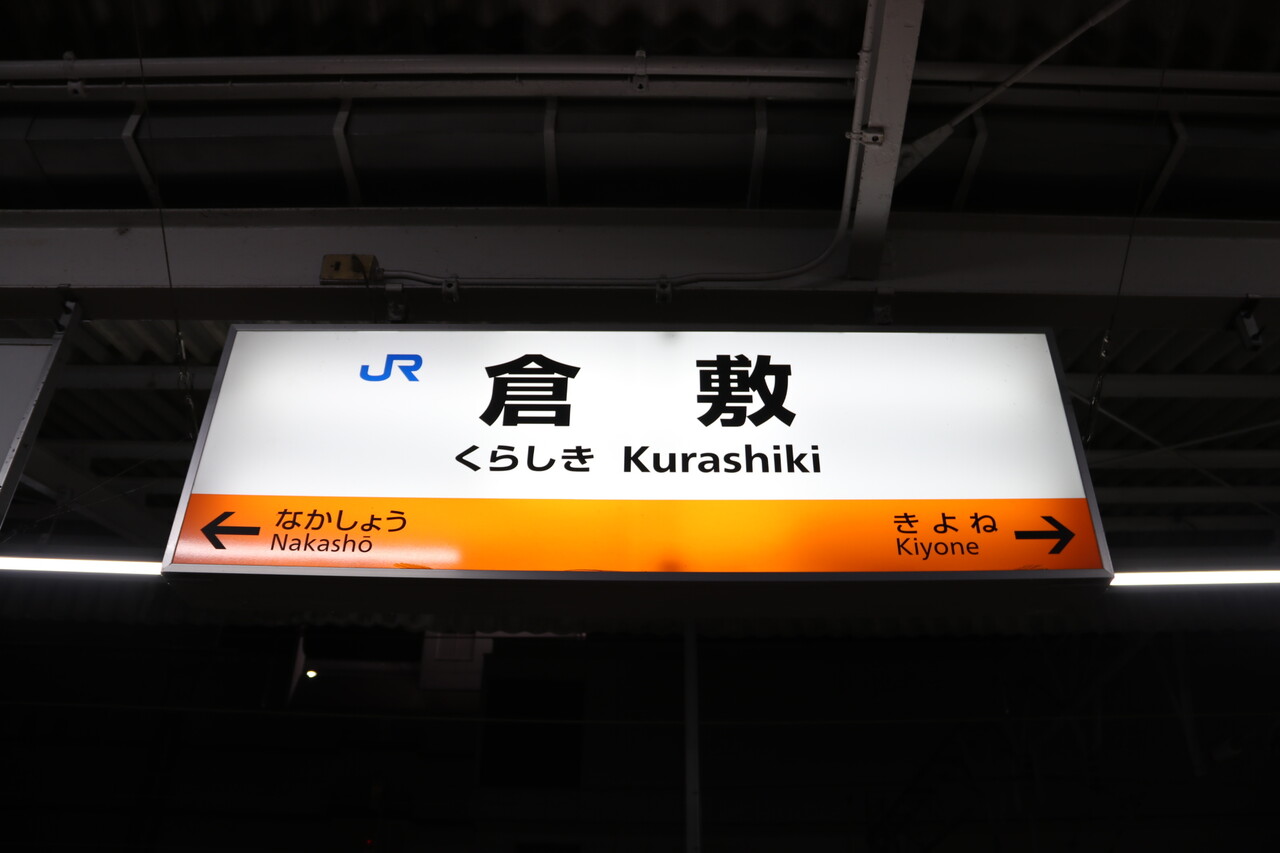 JR 倉敷
くらしき Kurashiki
← なかしょう
Nakashō
きよね →
Kiyone